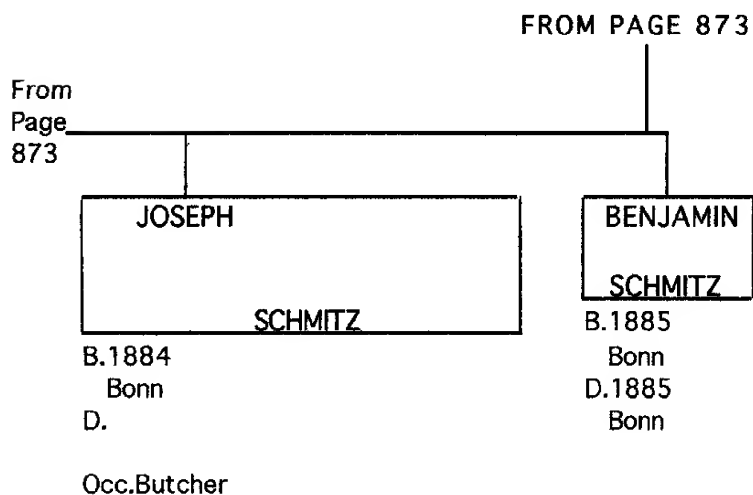 FROM PAGE 873
From
Page
873
JOSEPH
SCHMITZ
B.1884
Bonn
D.
Occ.Butcher
BENJAMIN
SCHMITZ
B.1885
Bonn
D.1885
Bonn